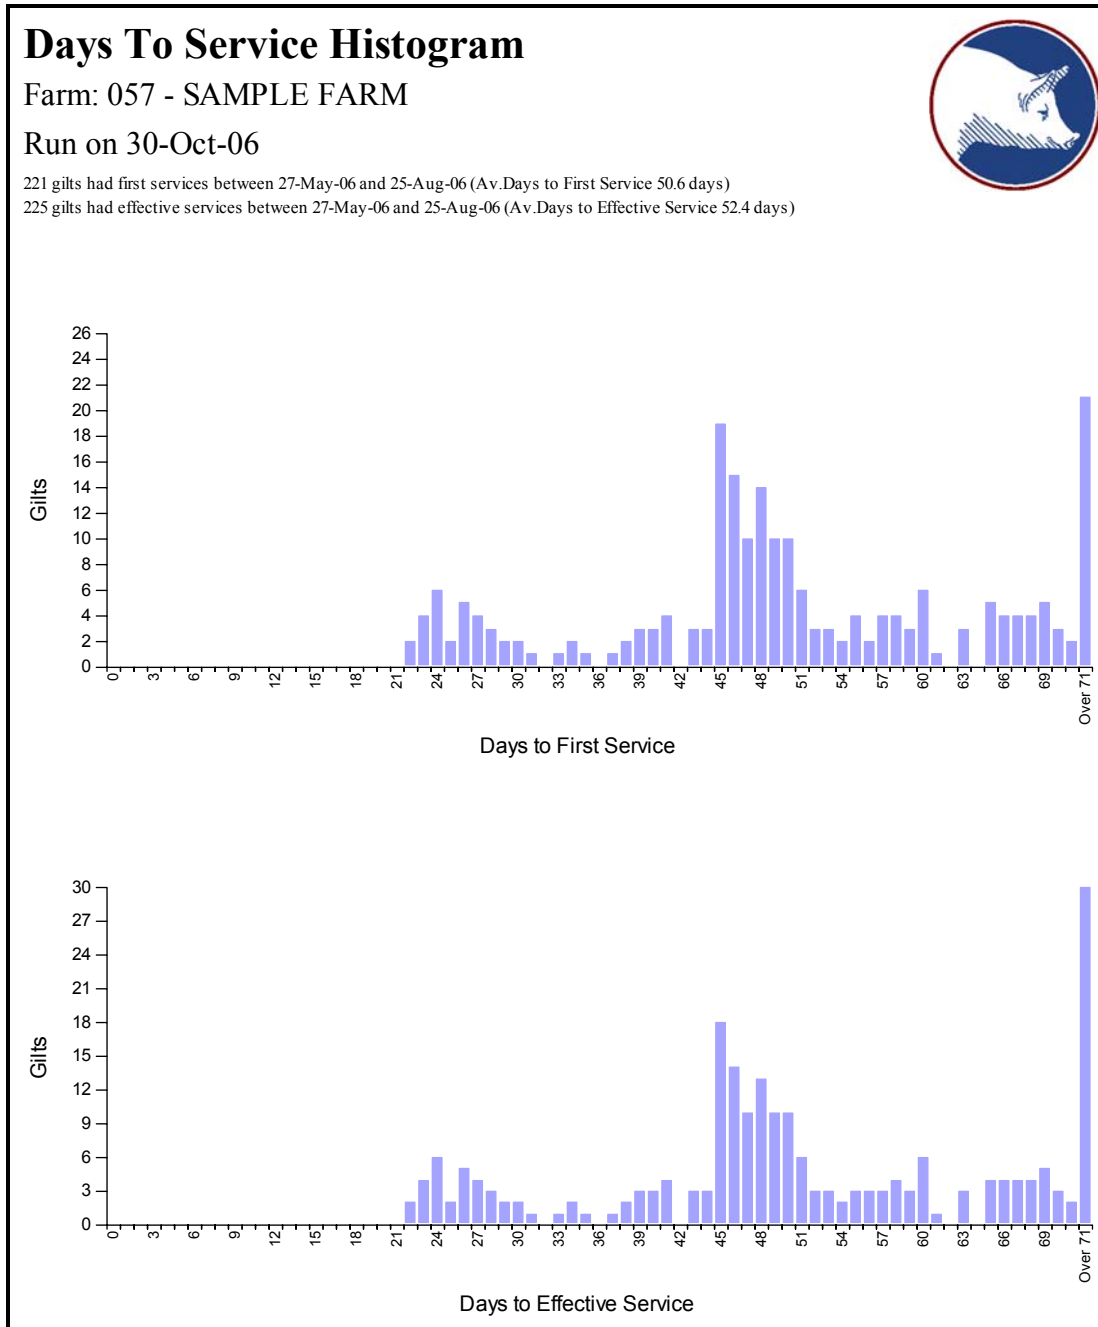 Days To Service Histogram
Farm: 057 - SAMPLE FARM
Run on 30-Oct-06
221 gilts had first services between 27-May-06 and 25-Aug-06 (Av.Days to First Service 50.6 days)
225 gilts had effective services between 27-May-06 and 25-Aug-06 (Av.Days to Effective Service 52.4 days)
26
24
22
20
18
16
14
12
10
8
6
4
2
0
Gilts
0 3 6 9 12 15 18 21 24 27 30 33 36 39 42 45 48 51 54 57 60 63 66 69 Over 71
Days to First Service
30
27
24
21
18
15
12
9
6
3
0
Gilts
0 3 6 9 12 15 18 21 24 27 30 33 36 39 42 45 48 51 54 57 60 63 66 69 Over 71
Days to Effective Service